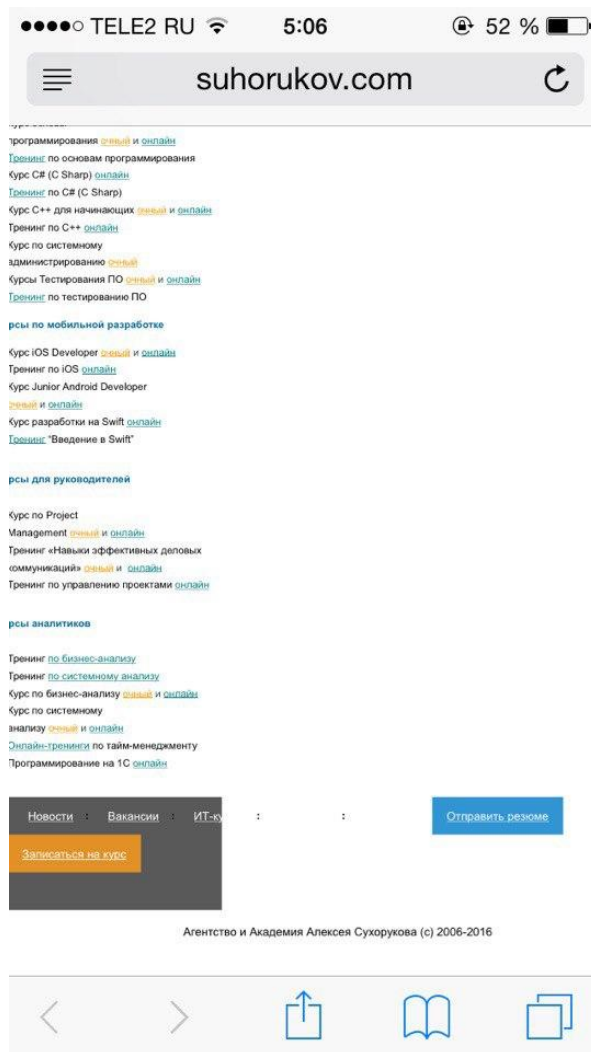 TELE2 RU 5:06 52 %
suhorukov.com
программирования очный и онлайн
Тренинг по основам программирования
Курс C# (C Sharp) онлайн
Тренинг по C# (C Sharp)
Курс C++ для начинающих очный и онлайн
Тренинг по C++ онлайн
Курс по системному
администрированию очный
Курсы Тестирования ПО очный и онлайн
Тренинг по тестированию ПО
рсы по мобильной разработке
Курс iOS Developer очный и онлайн
Тренинг по iOS онлайн
Курс Junior Android Developer
очный и онлайн
Курс разработки на Swift онлайн
Тренинг "Введение в Swift"
рсы для руководителей
Курс по Project
Management очный и онлайн
Тренинг «Навыки эффективных деловых
коммуникаций» очный и онлайн
Тренинг по управлению проектами онлайн
рсы аналитиков
Тренинг по бизнес-анализу
Тренинг по системному анализу
Курс по бизнес-анализу очный и онлайн
Курс по системному
анализу очный и онлайн
Онлайн-тренинги по тайм-менеджменту
Программирование на 1С онлайн
Новости : Вакансии : ИТ-ку : : Отправить резюме
Записаться на курс
Агентство и Академия Алексея Сухорукова (c) 2006-2016